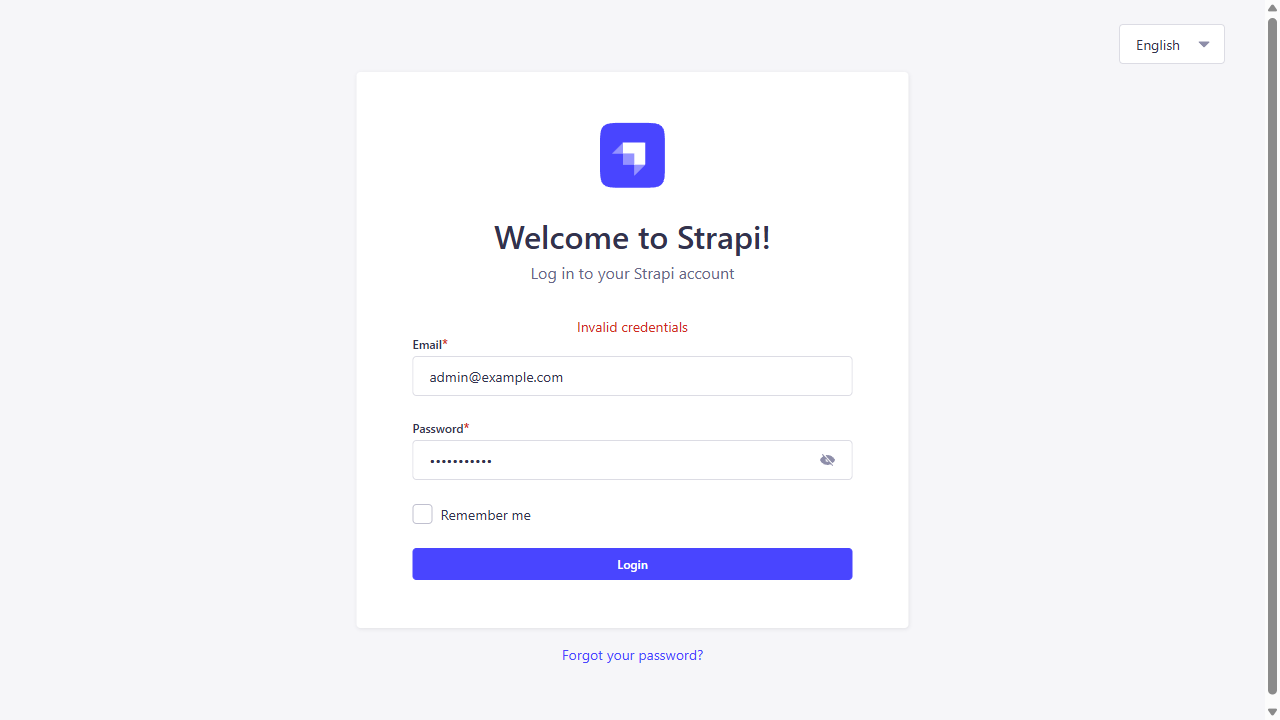 English
Welcome to Strapi!
Log in to your Strapi account
Invalid credentials
Email*
admin@example.com
Password*
•••••••••••
Remember me
Login
Forgot your password?